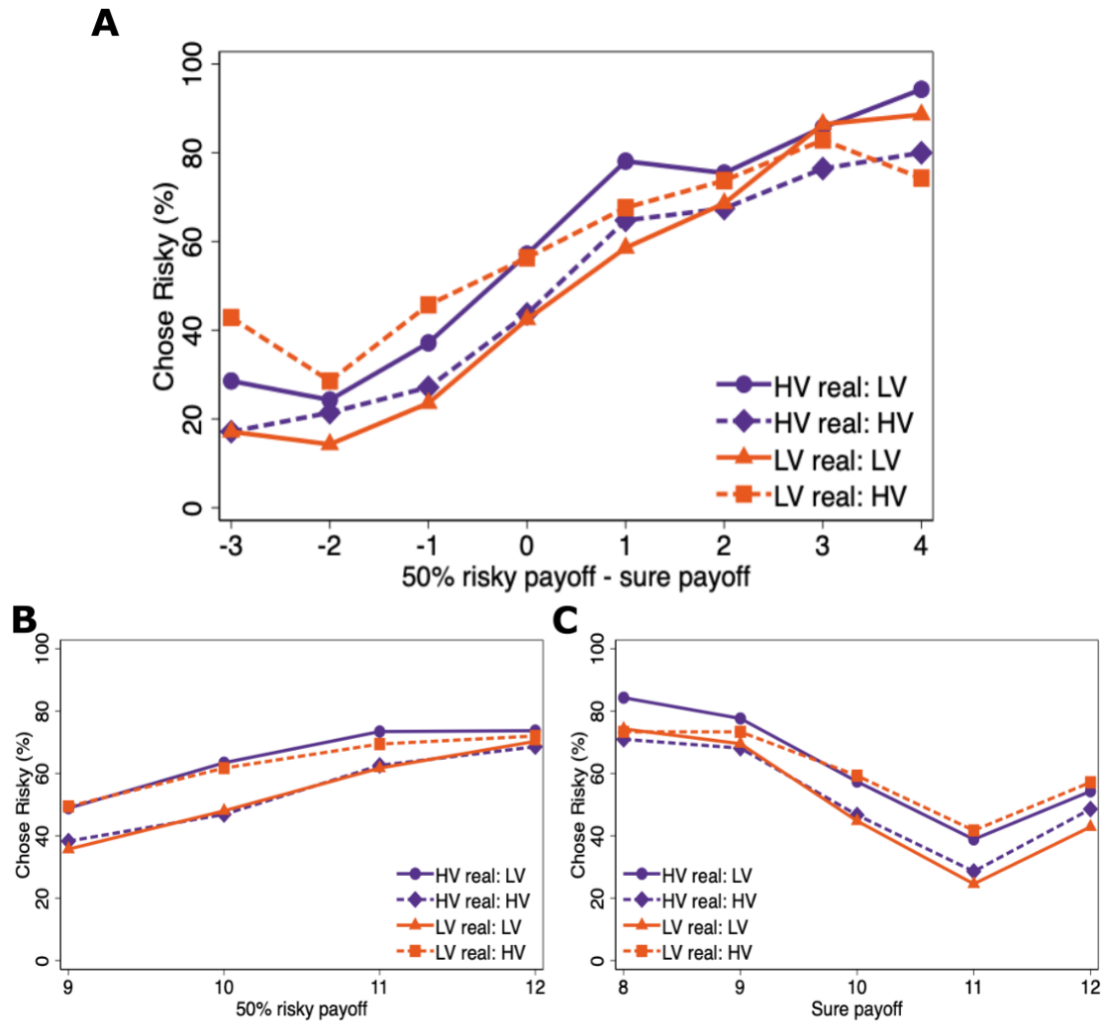 A
Chose Risky (%)
100
80
60
40
20
0
HV real: LV
HV real: HV
LV real: LV
LV real: HV
-3 -2 -1 0 1 2 3 4
50% risky payoff - sure payoff
B
Chose Risky (%)
100
80
60
40
20
0
HV real: LV
HV real: HV
LV real: LV
LV real: HV
9 10 11 12
50% risky payoff
C
Chose Risky (%)
100
80
60
40
20
0
HV real: LV
HV real: HV
LV real: LV
LV real: HV
8 9 10 11 12
Sure payoff